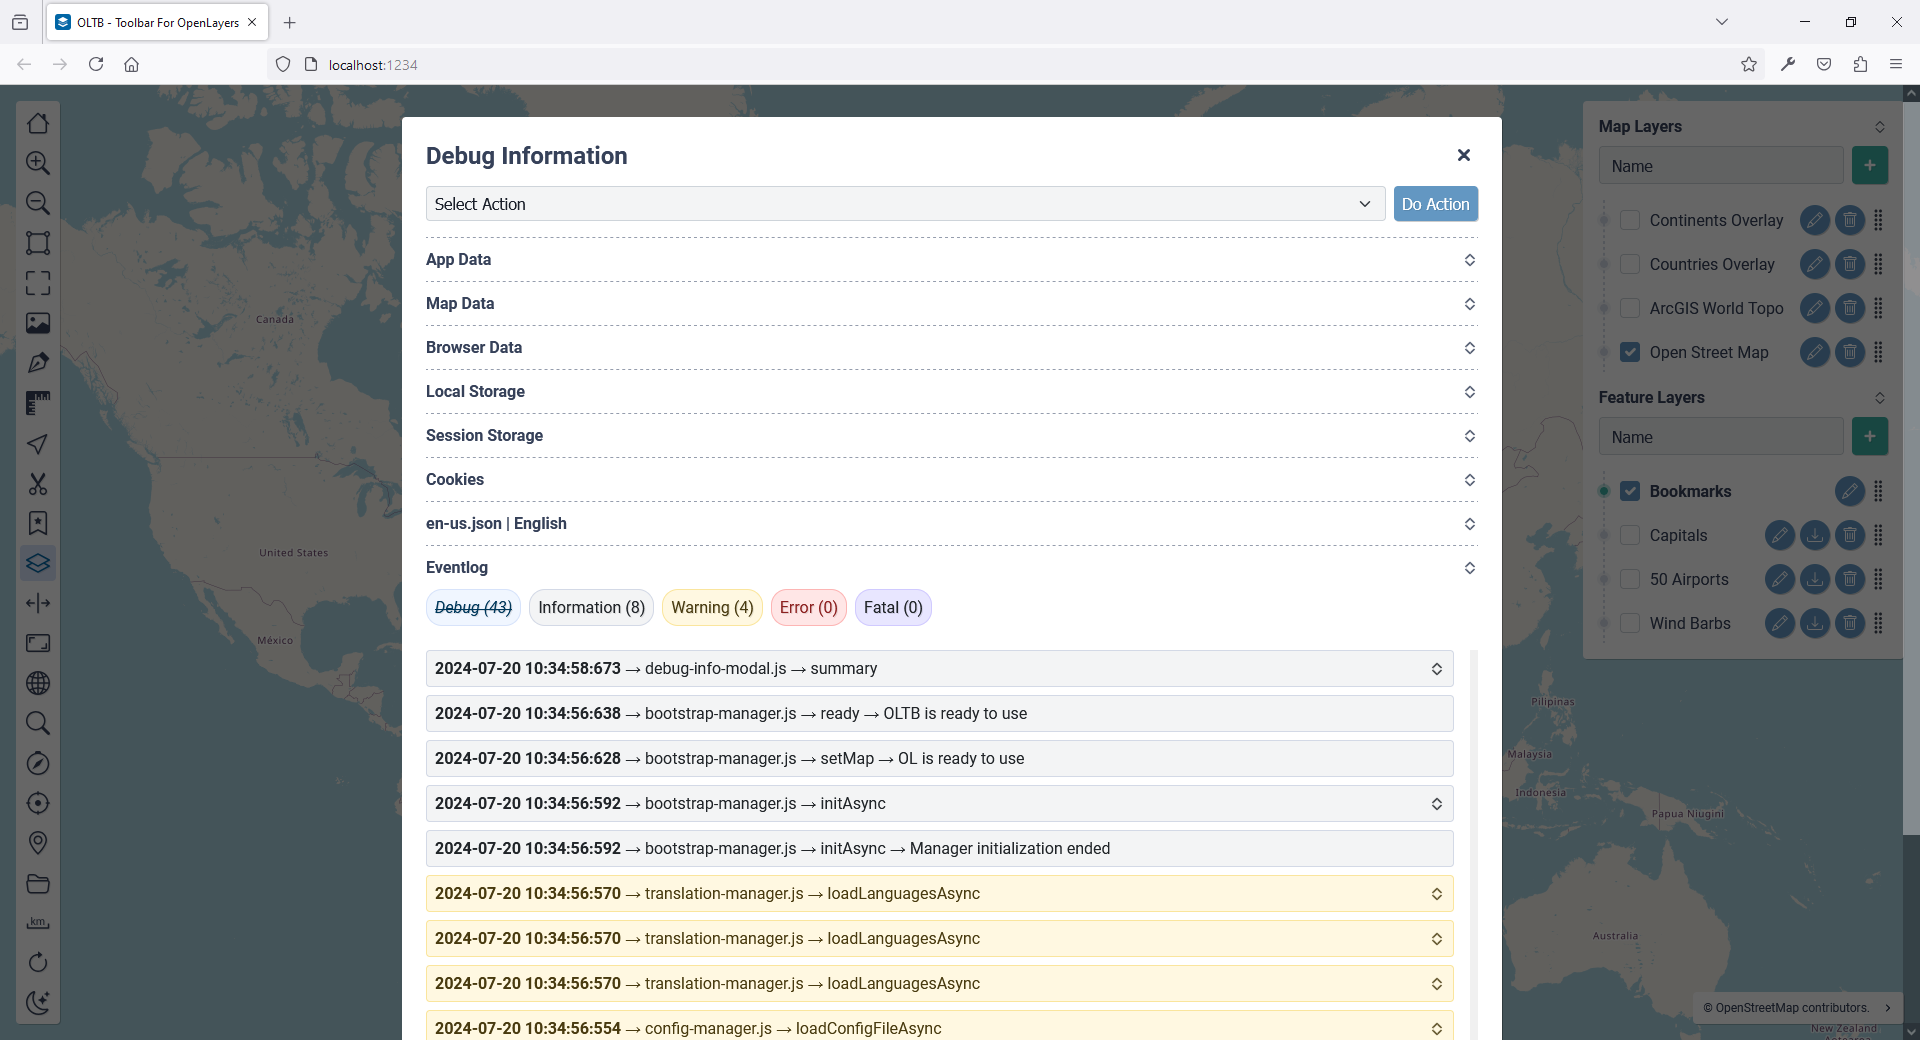 OLTB - Toolbar For OpenLayers
localhost:1234
Debug Information
Select Action
Do Action
App Data
Map Data
Browser Data
Local Storage
Session Storage
Cookies
en-us.json | English
Eventlog
Debug (43)
Information (8)
Warning (4)
Error (0)
Fatal (0)
2024-07-20 10:34:58:673 → debug-info-modal.js → summary
2024-07-20 10:34:56:638 → bootstrap-manager.js → ready → OLTB is ready to use
2024-07-20 10:34:56:628 → bootstrap-manager.js → setMap → OL is ready to use
2024-07-20 10:34:56:592 → bootstrap-manager.js → initAsync
2024-07-20 10:34:56:592 → bootstrap-manager.js → initAsync → Manager initialization ended
2024-07-20 10:34:56:570 → translation-manager.js → loadLanguagesAsync
2024-07-20 10:34:56:570 → translation-manager.js → loadLanguagesAsync
2024-07-20 10:34:56:570 → translation-manager.js → loadLanguagesAsync
2024-07-20 10:34:56:554 → config-manager.js → loadConfigFileAsync
Map Layers
Name
+
Continents Overlay
Countries Overlay
ArcGIS World Topo
Open Street Map
Feature Layers
Name
+
Bookmarks
Capitals
50 Airports
Wind Barbs
km
Canada
United States
México
Pilipinas
Malaysia
Indonesia
Papua Niugini
Australia
© OpenStreetMap contributors.
New Zealand
Aotearoa